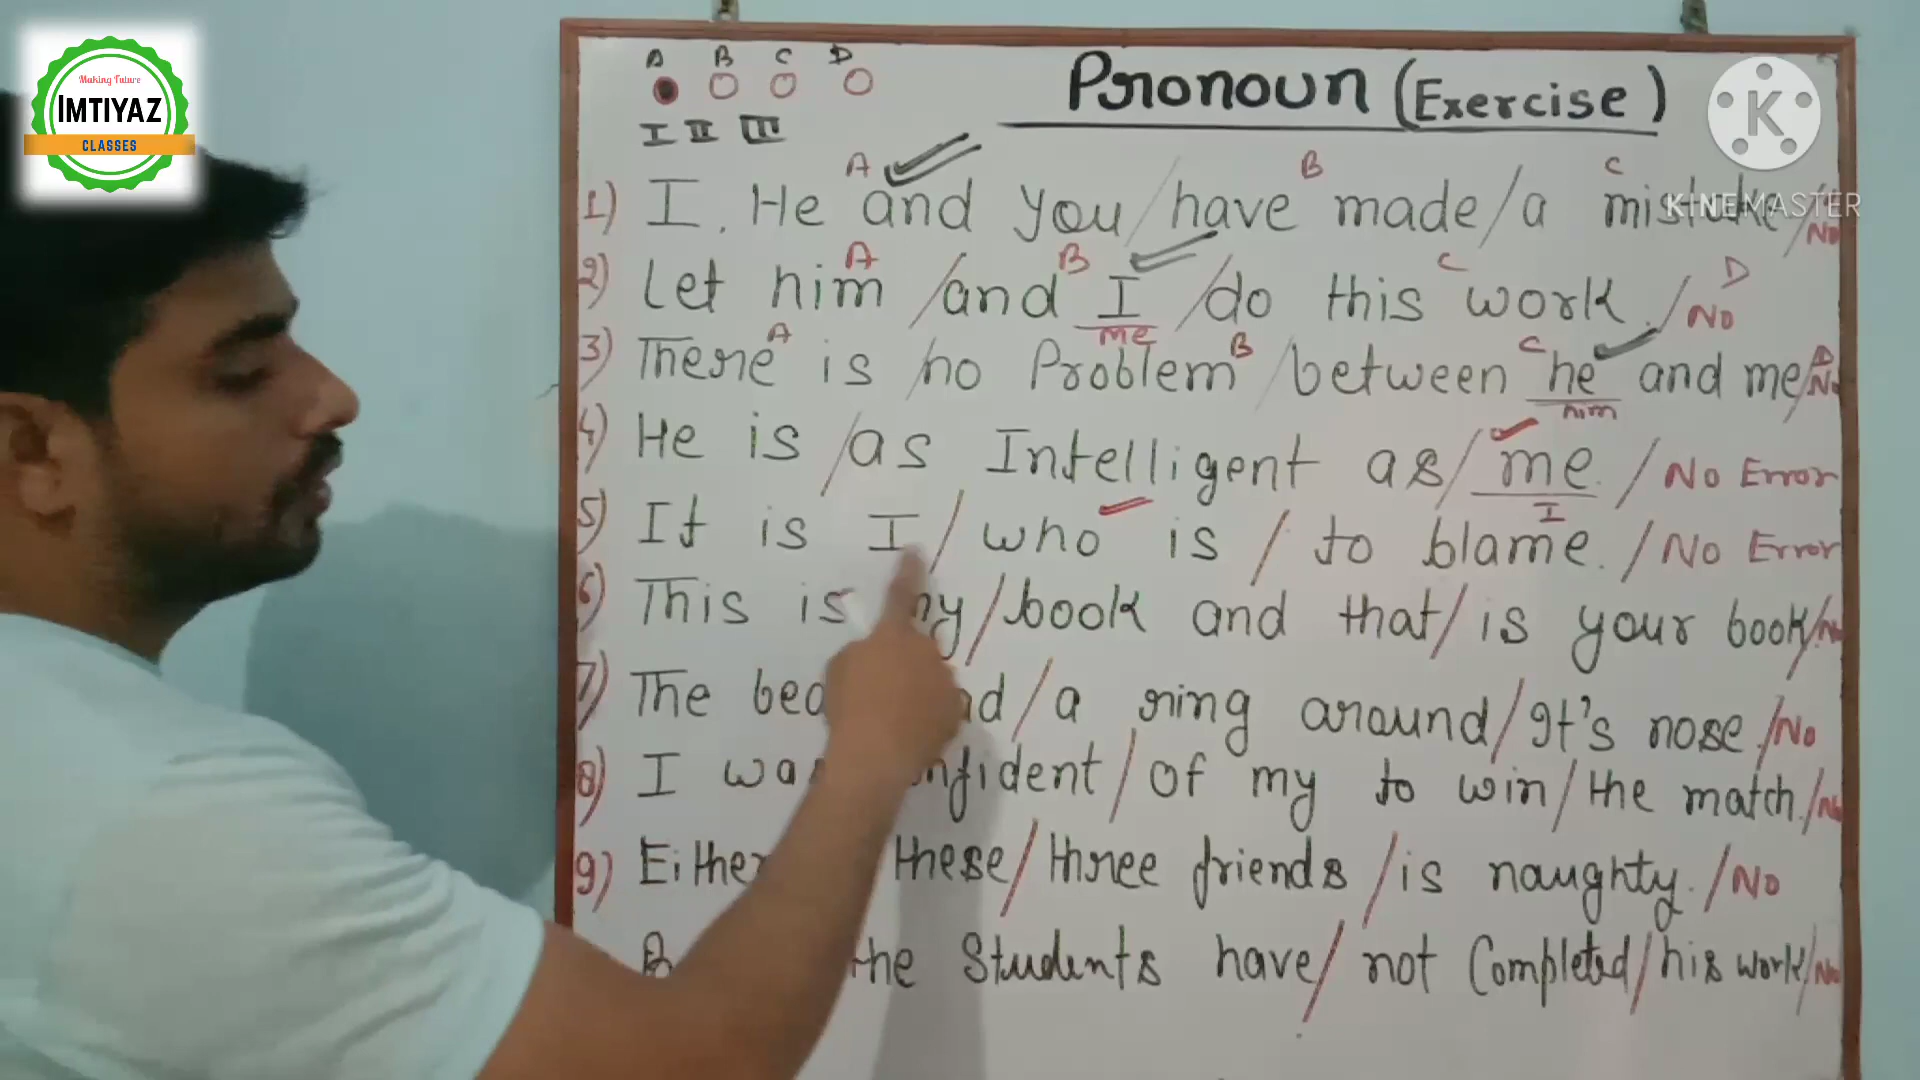 Making Future
IMTIYAZ
CLASSES
A B C D
I II III
Pronoun (Exercise)
K
KINEMASTER
A B C
1) I, He and you / have made / a mistake / No
A B C D
2) Let him / and I / do this work. / No
me
A B C D
3) There is / no Problem / between he and me / No
him
4) He is / as Intelligent as / me. / No Error
I
5) It is I / who is / to blame. / No Error
6) This is my / book and that / is your book / No
7) The / a ring around / It's nose / No
8) I was / of my to win / the match. / No
9) Either these / three friends / is naughty. / No
the Students have / not Completed / his work / No